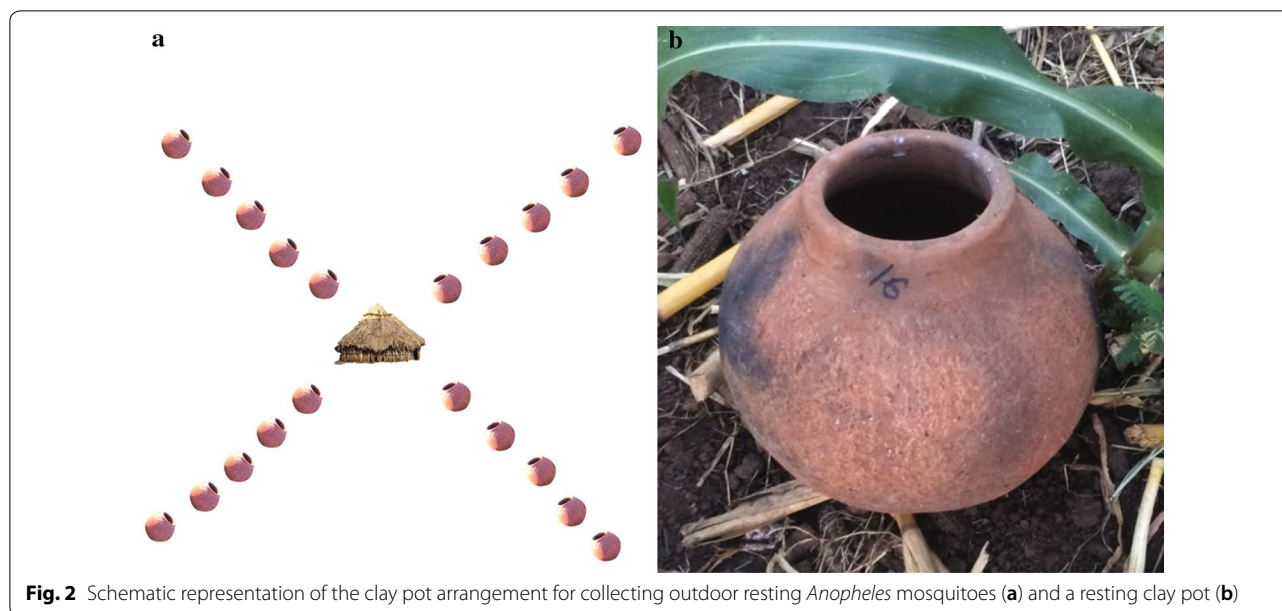 a
b
16
Fig. 2 Schematic representation of the clay pot arrangement for collecting outdoor resting Anopheles mosquitoes (a) and a resting clay pot (b)